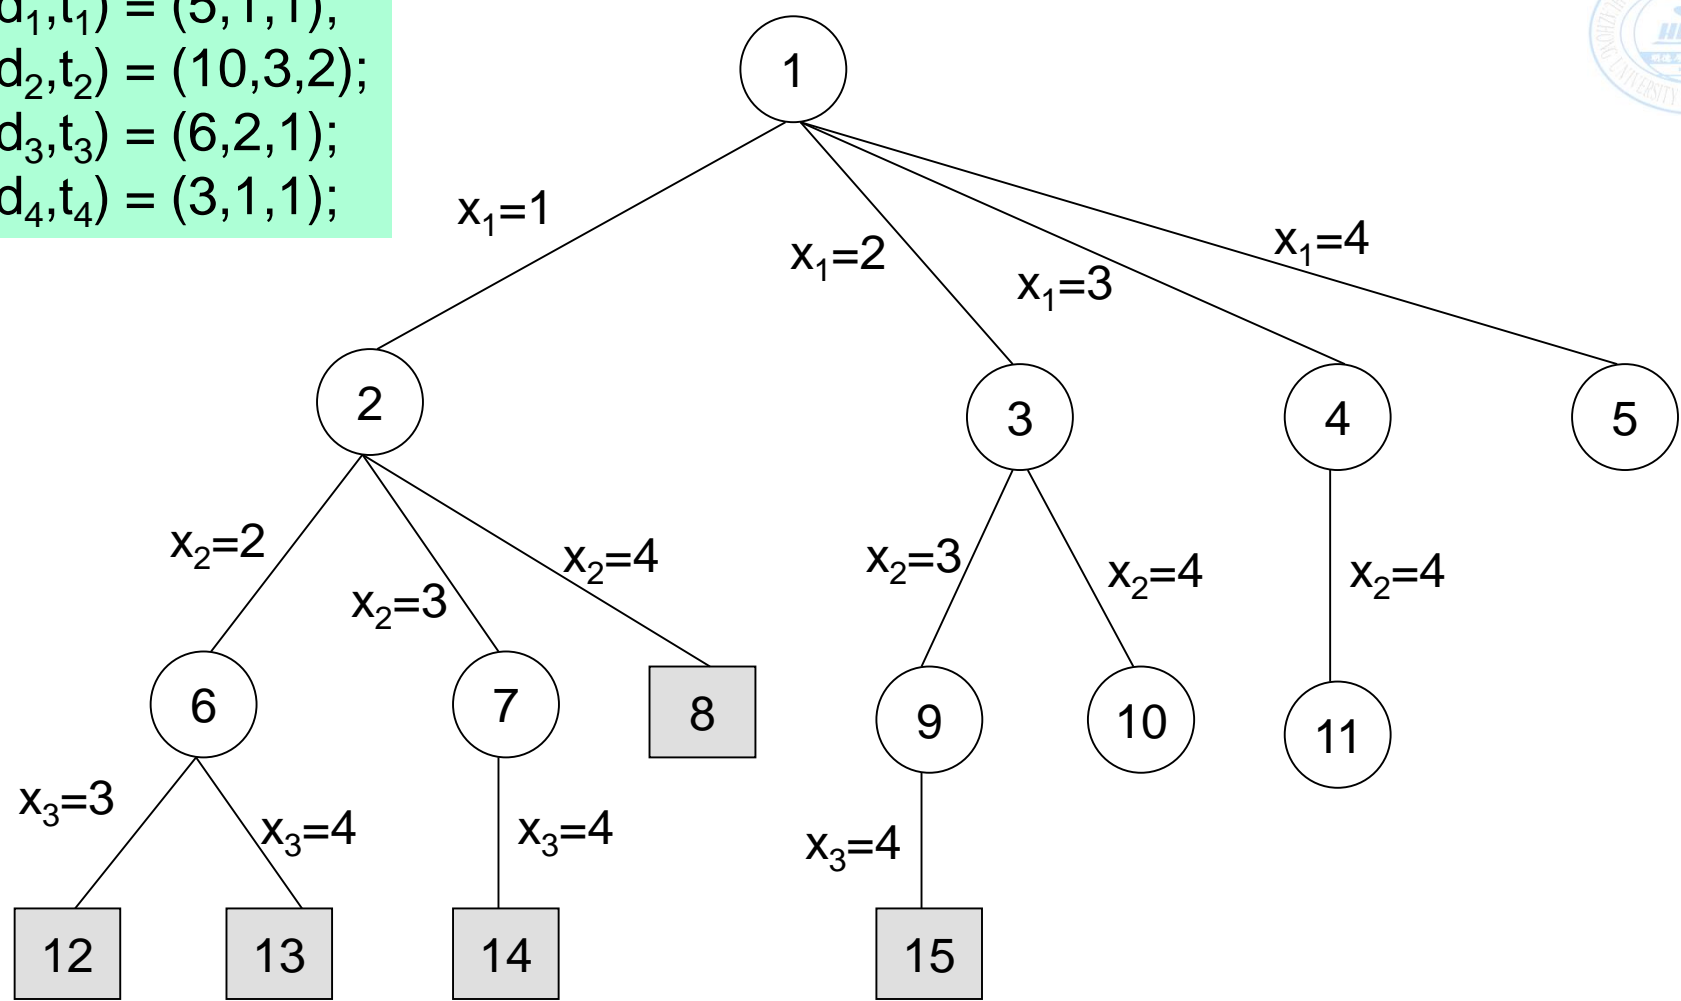 d₁,t₁) = (5,1,1);
d₂,t₂) = (10,3,2);
d₃,t₃) = (6,2,1);
d₄,t₄) = (3,1,1);
1
x₁=1
x₁=2
x₁=3
x₁=4
2
3
4
5
x₂=2
x₂=3
x₂=4
x₂=3
x₂=4
x₂=4
6
7
8
9
10
11
x₃=3
x₃=4
x₃=4
x₃=4
12
13
14
15